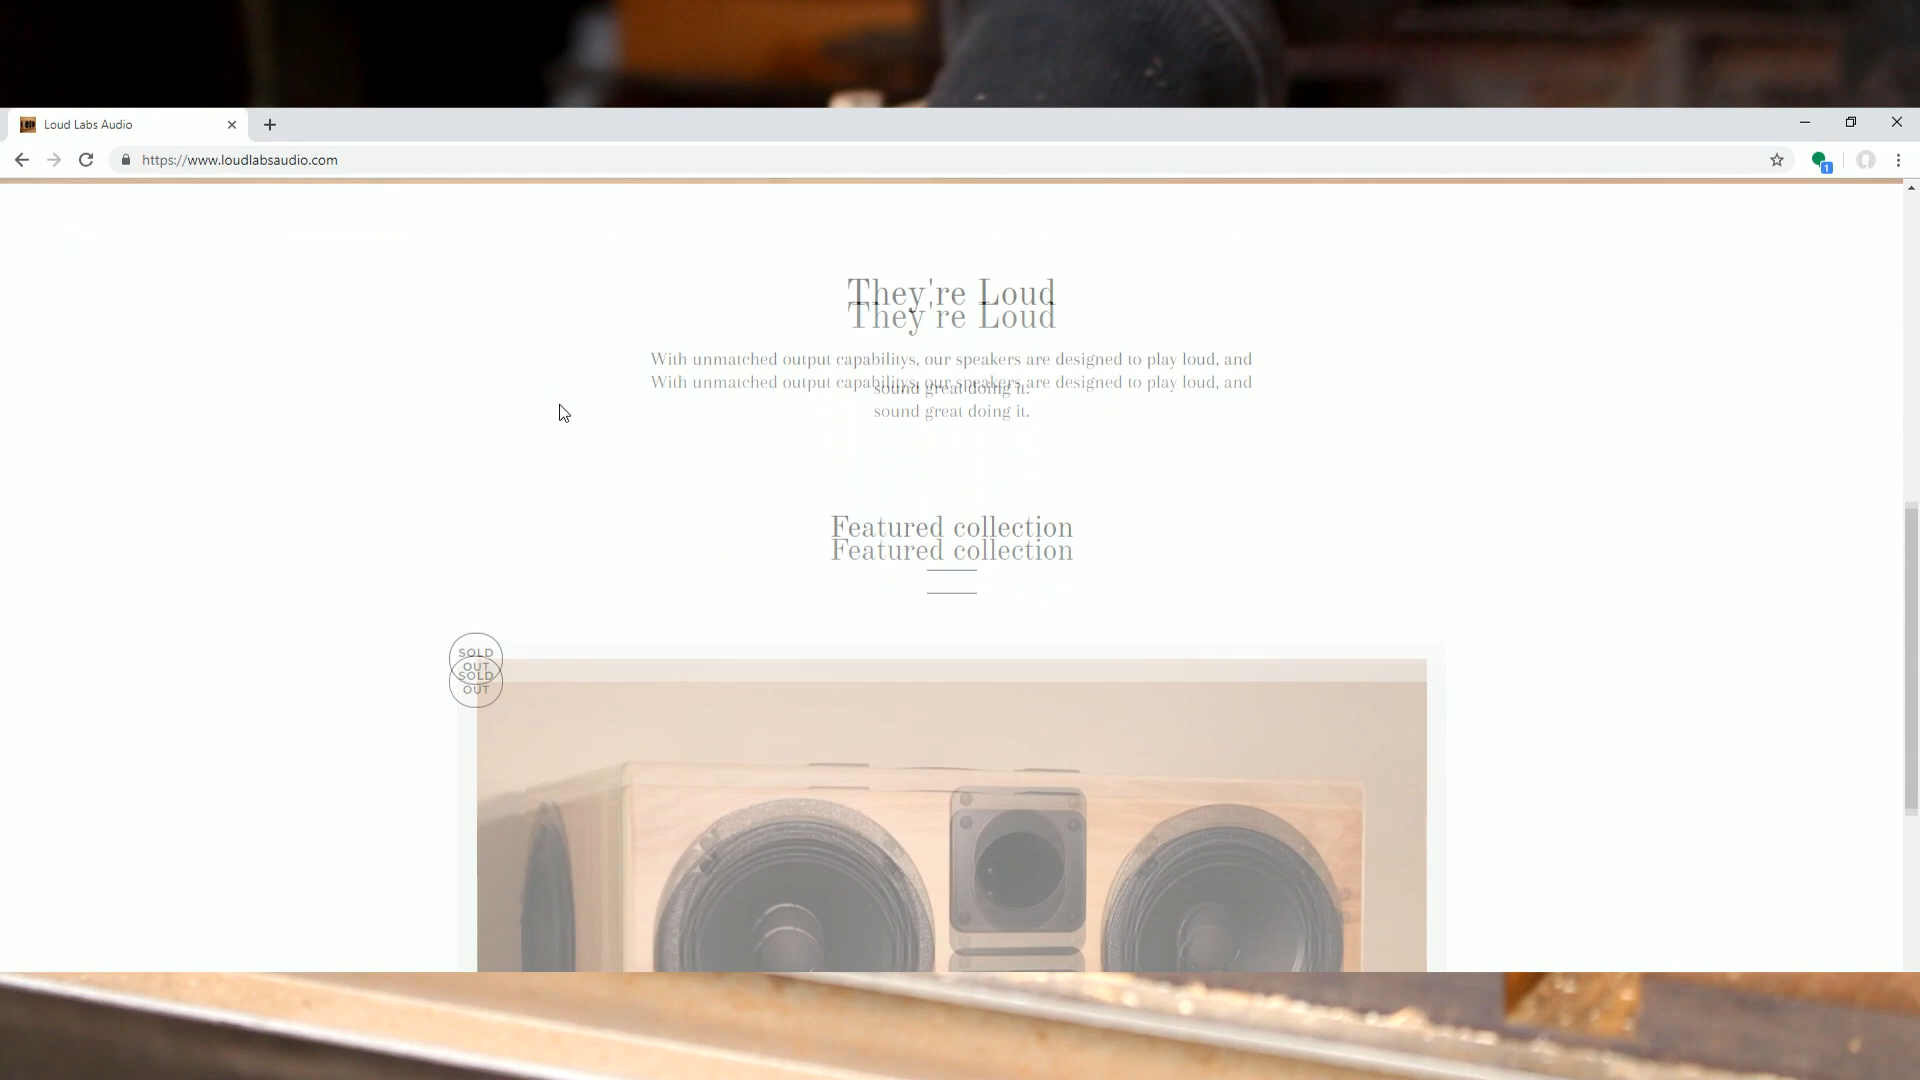 Loud Labs Audio
https://www.loudlabsaudio.com
1
They're Loud
They're Loud
With unmatched output capabilitys, our speakers are designed to play loud, and
With unmatched output capabilitys, our speakers are designed to play loud, and
sound great doing it.
sound great doing it.
Featured collection
Featured collection
SOLD
OUT
SOLD
OUT